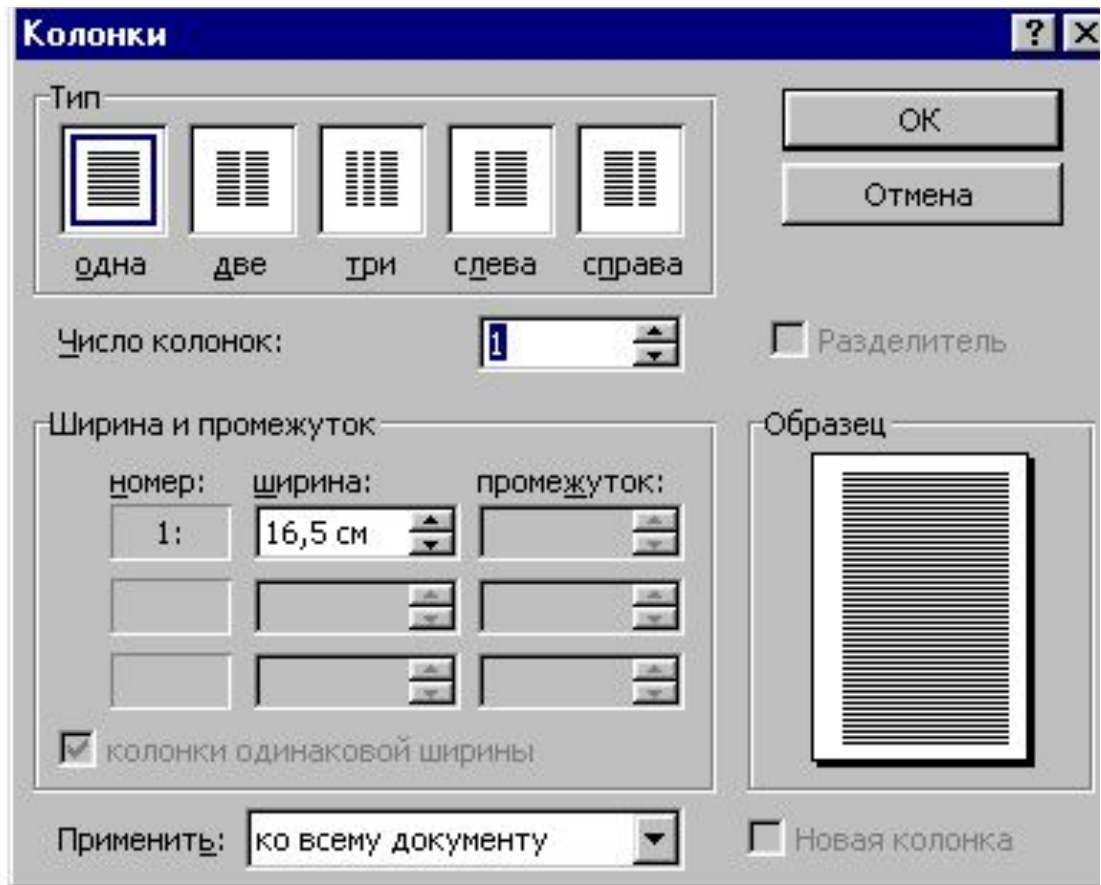 Колонки
Тип
ОК
Отмена
одна две три слева справа
Число колонок: 1
Разделитель
Ширина и промежуток
Образец
номер: ширина: промежуток:
1: 16,5 см
колонки одинаковой ширины
Применить: ко всему документу
Новая колонка